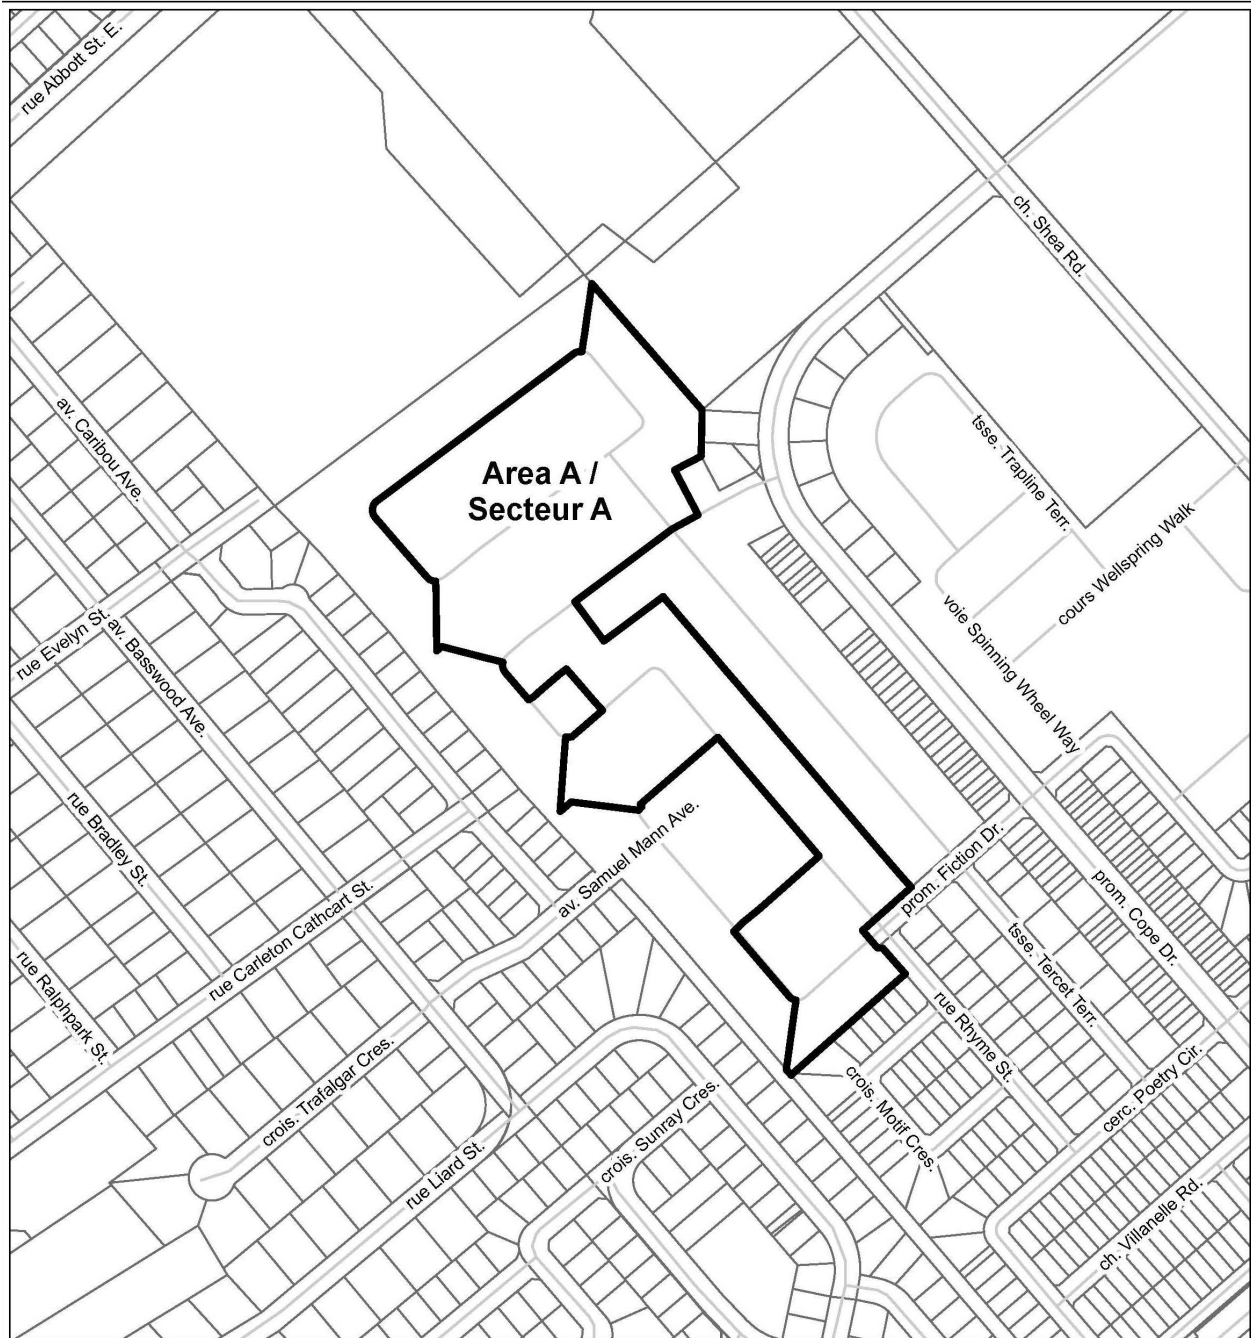 rue Abbott St. E.
ch. Shea Rd.
av. Caribou Ave.
Area A /
Secteur A
tsse. Trapline Terr.
cours Wellspring Walk
voie Spinning Wheel Way
rue Evelyn St.
av. Basswood Ave.
rue Bradley St.
av. Samuel Mann Ave.
prom. Fiction Dr.
prom. Cope Dr.
rue Carleton Cathcart St.
tsse. Tercet Terr.
rue Ralphpark St.
rue Rhyme St.
crois. Trafalgar Cres.
crois. Motif Cres.
cerc. Poetry Cir.
crois. Sunray Cres.
rue Liard St.
ch. Villanelle Rd.